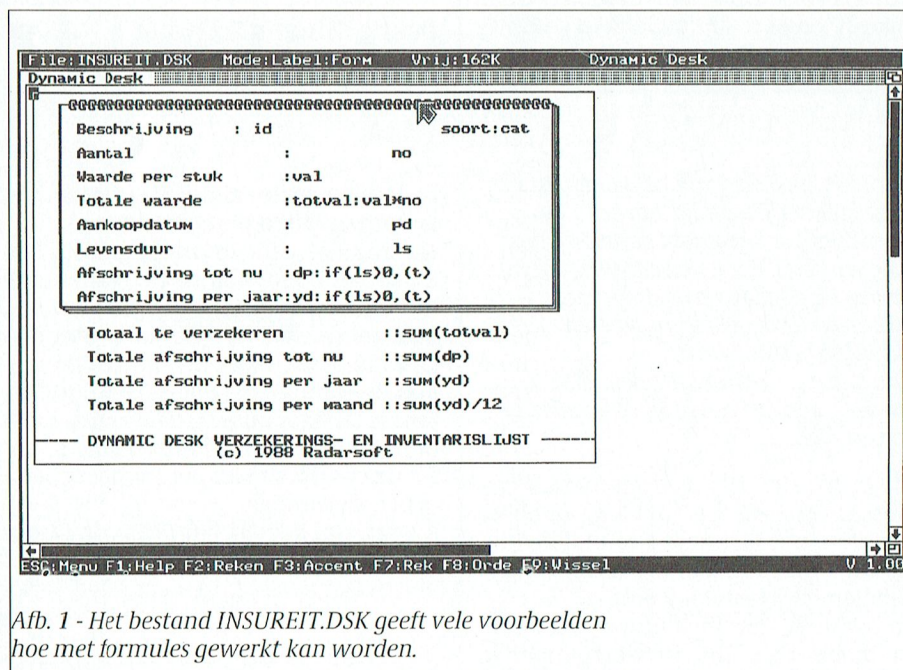 File:INSUREIT.DSK Mode:Label:Form Vrij:162K Dynamic Desk
Dynamic Desk
Beschrijving : id soort:cat
Aantal : no
Waarde per stuk :val
Totale waarde :totval:val*no
Aankoopdatum : pd
Levensduur : ls
Afschrijving tot nu :dp:if(ls>0,(t)
Afschrijving per jaar:yd:if(ls>0,(t)
Totaal te verzekeren ::sum(totval)
Totale afschrijving tot nu ::sum(dp)
Totale afschrijving per jaar ::sum(yd)
Totale afschrijving per maand ::sum(yd)/12
---- DYNAMIC DESK VERZEKERINGS- EN INVENTARISLIJST ----
(c) 1988 Radarsoft
ESC:Menu F1:Help F2:Reken F3:Accent F7:Rek F8:Orde F9:Wissel V 1.00
Afb. 1 - Het bestand INSUREIT.DSK geeft vele voorbeelden
hoe met formules gewerkt kan worden.